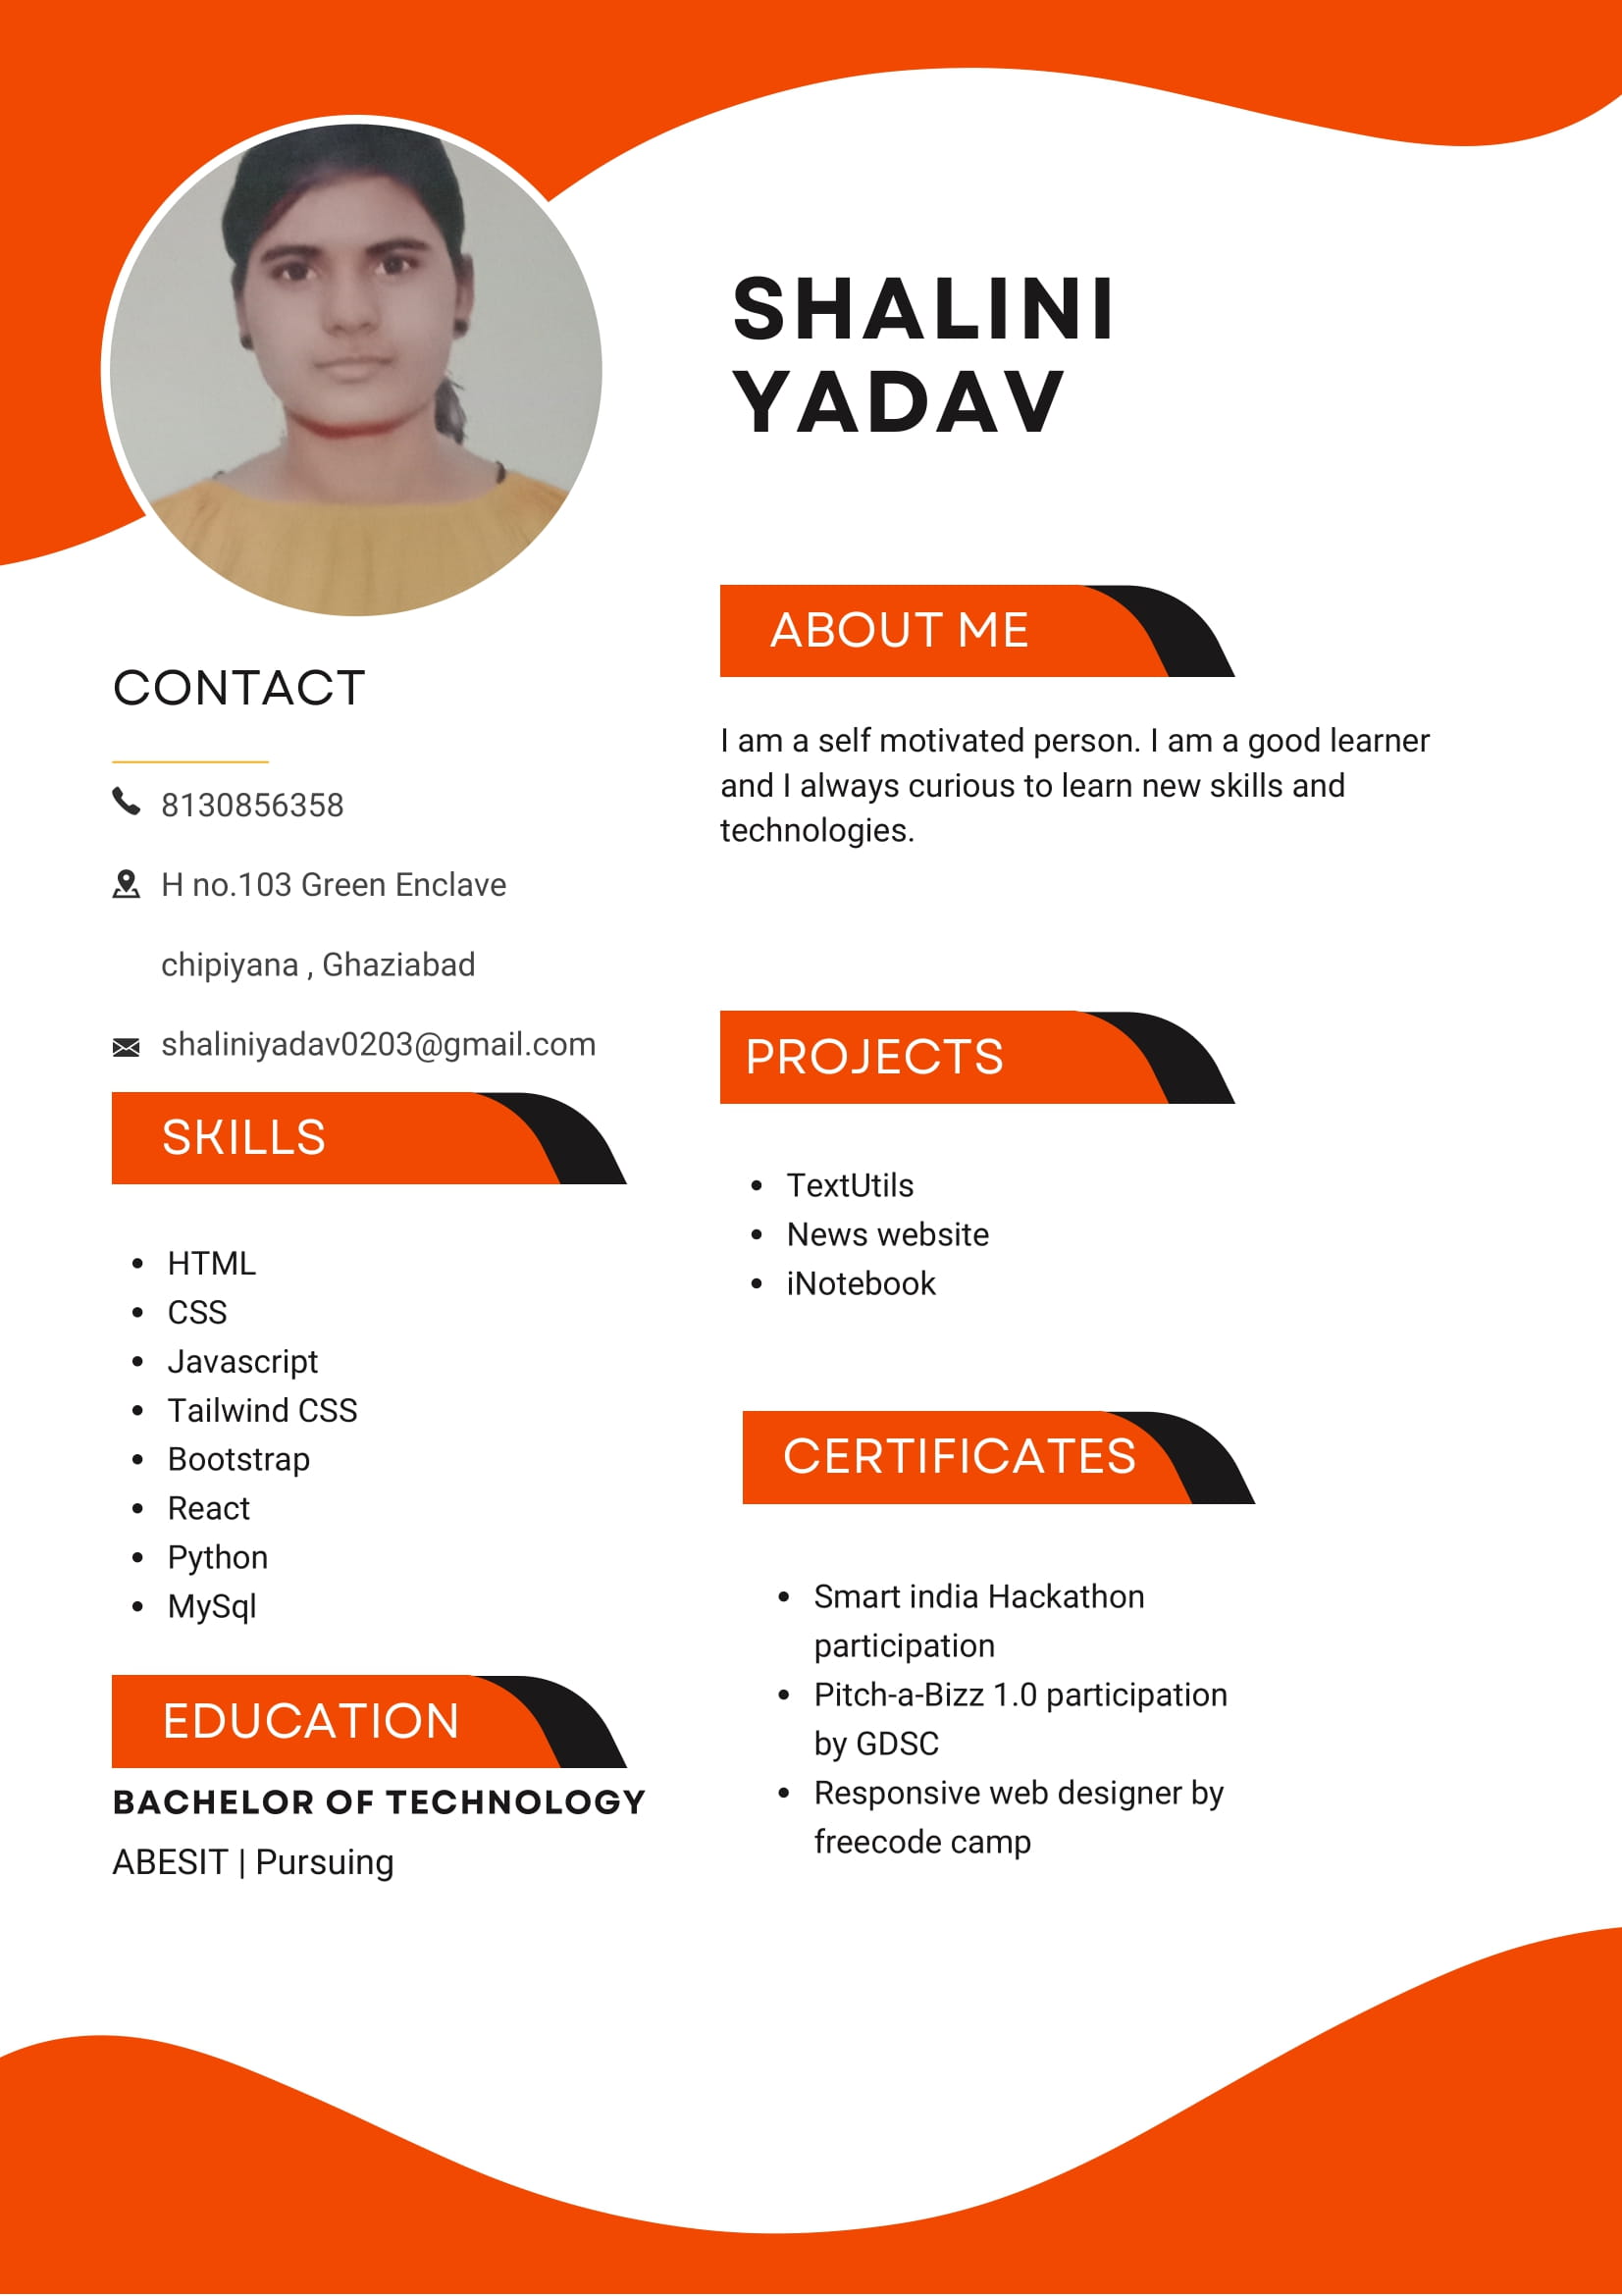 SHALINI
YADAV
CONTACT
8130856358
H no.103 Green Enclave
chipiyana , Ghaziabad
shaliniyadav0203@gmail.com
SKILLS
HTML
CSS
Javascript
Tailwind CSS
Bootstrap
React
Python
MySql
EDUCATION
BACHELOR OF TECHNOLOGY
ABESIT | Pursuing
ABOUT ME
I am a self motivated person. I am a good learner
and I always curious to learn new skills and
technologies.
PROJECTS
TextUtils
News website
iNotebook
CERTIFICATES
Smart india Hackathon
participation
Pitch-a-Bizz 1.0 participation
by GDSC
Responsive web designer by
freecode camp